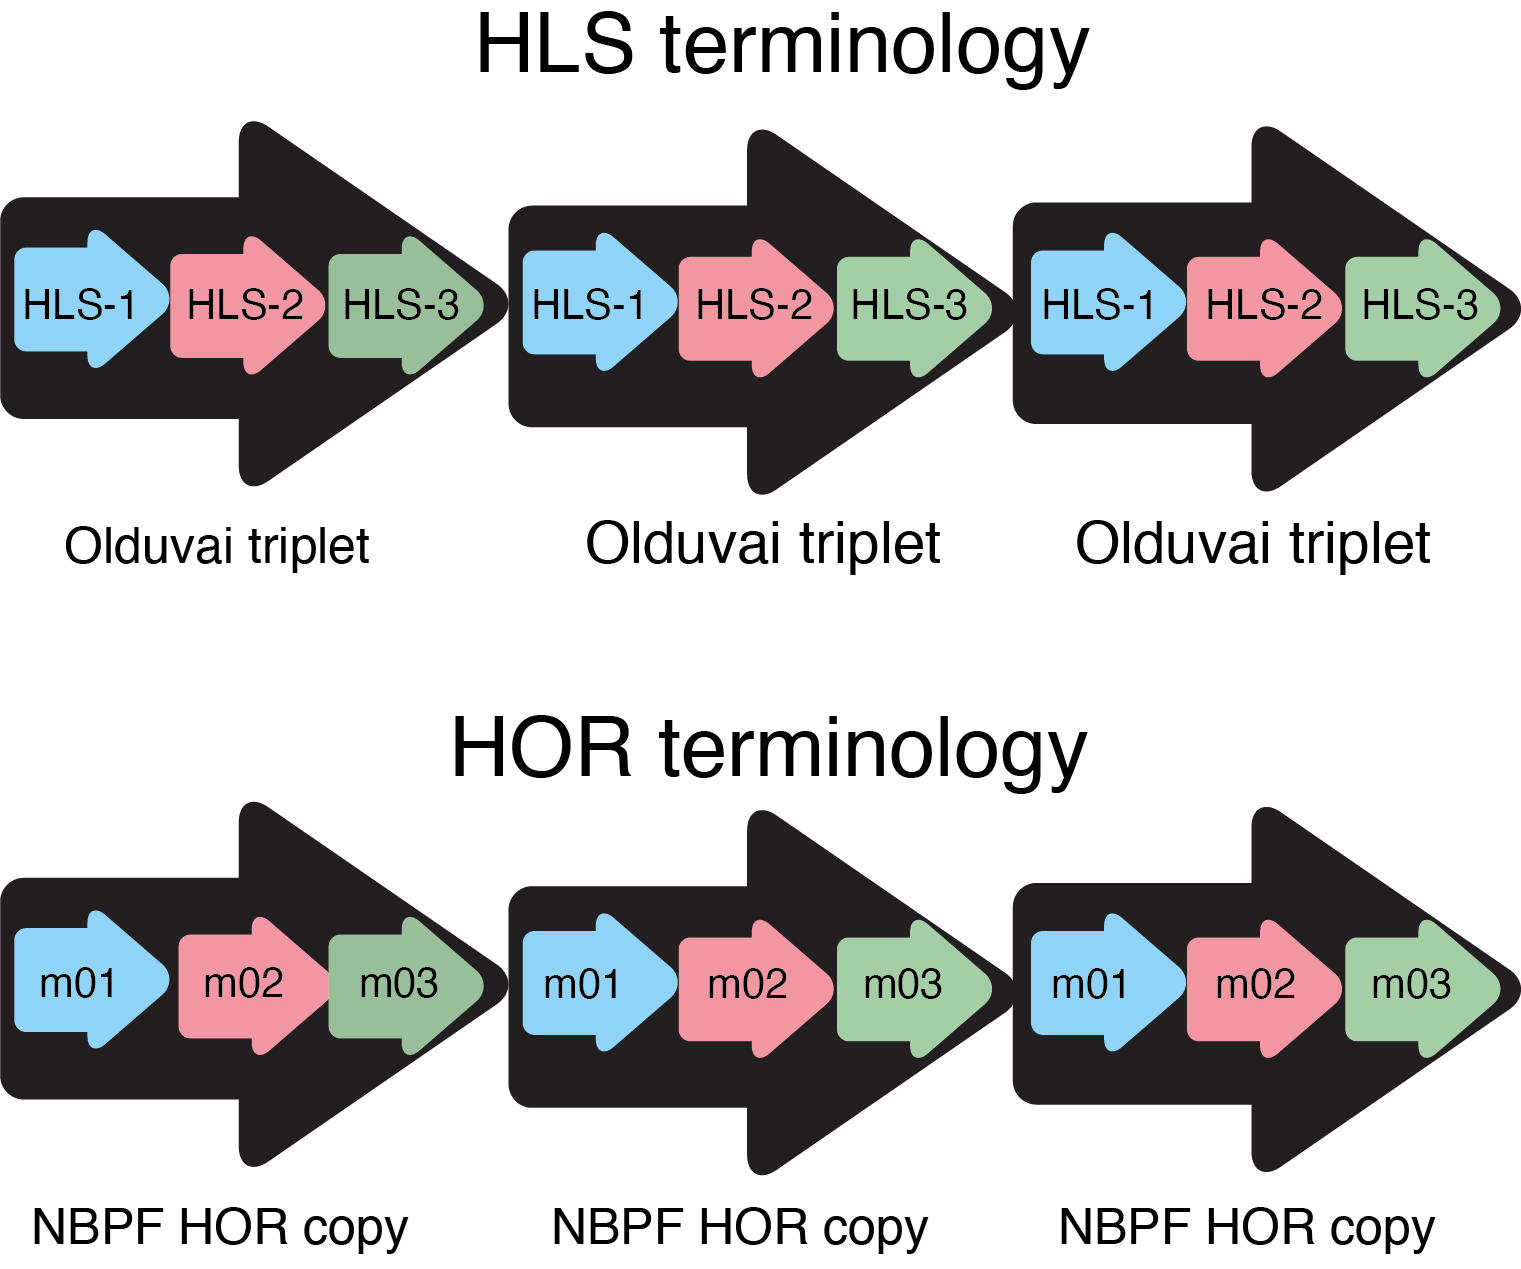 HLS terminology
HLS-1 HLS-2 HLS-3 HLS-1 HLS-2 HLS-3 HLS-1 HLS-2 HLS-3
Olduvai triplet Olduvai triplet Olduvai triplet
HOR terminology
m01 m02 m03 m01 m02 m03 m01 m02 m03
NBPF HOR copy NBPF HOR copy NBPF HOR copy